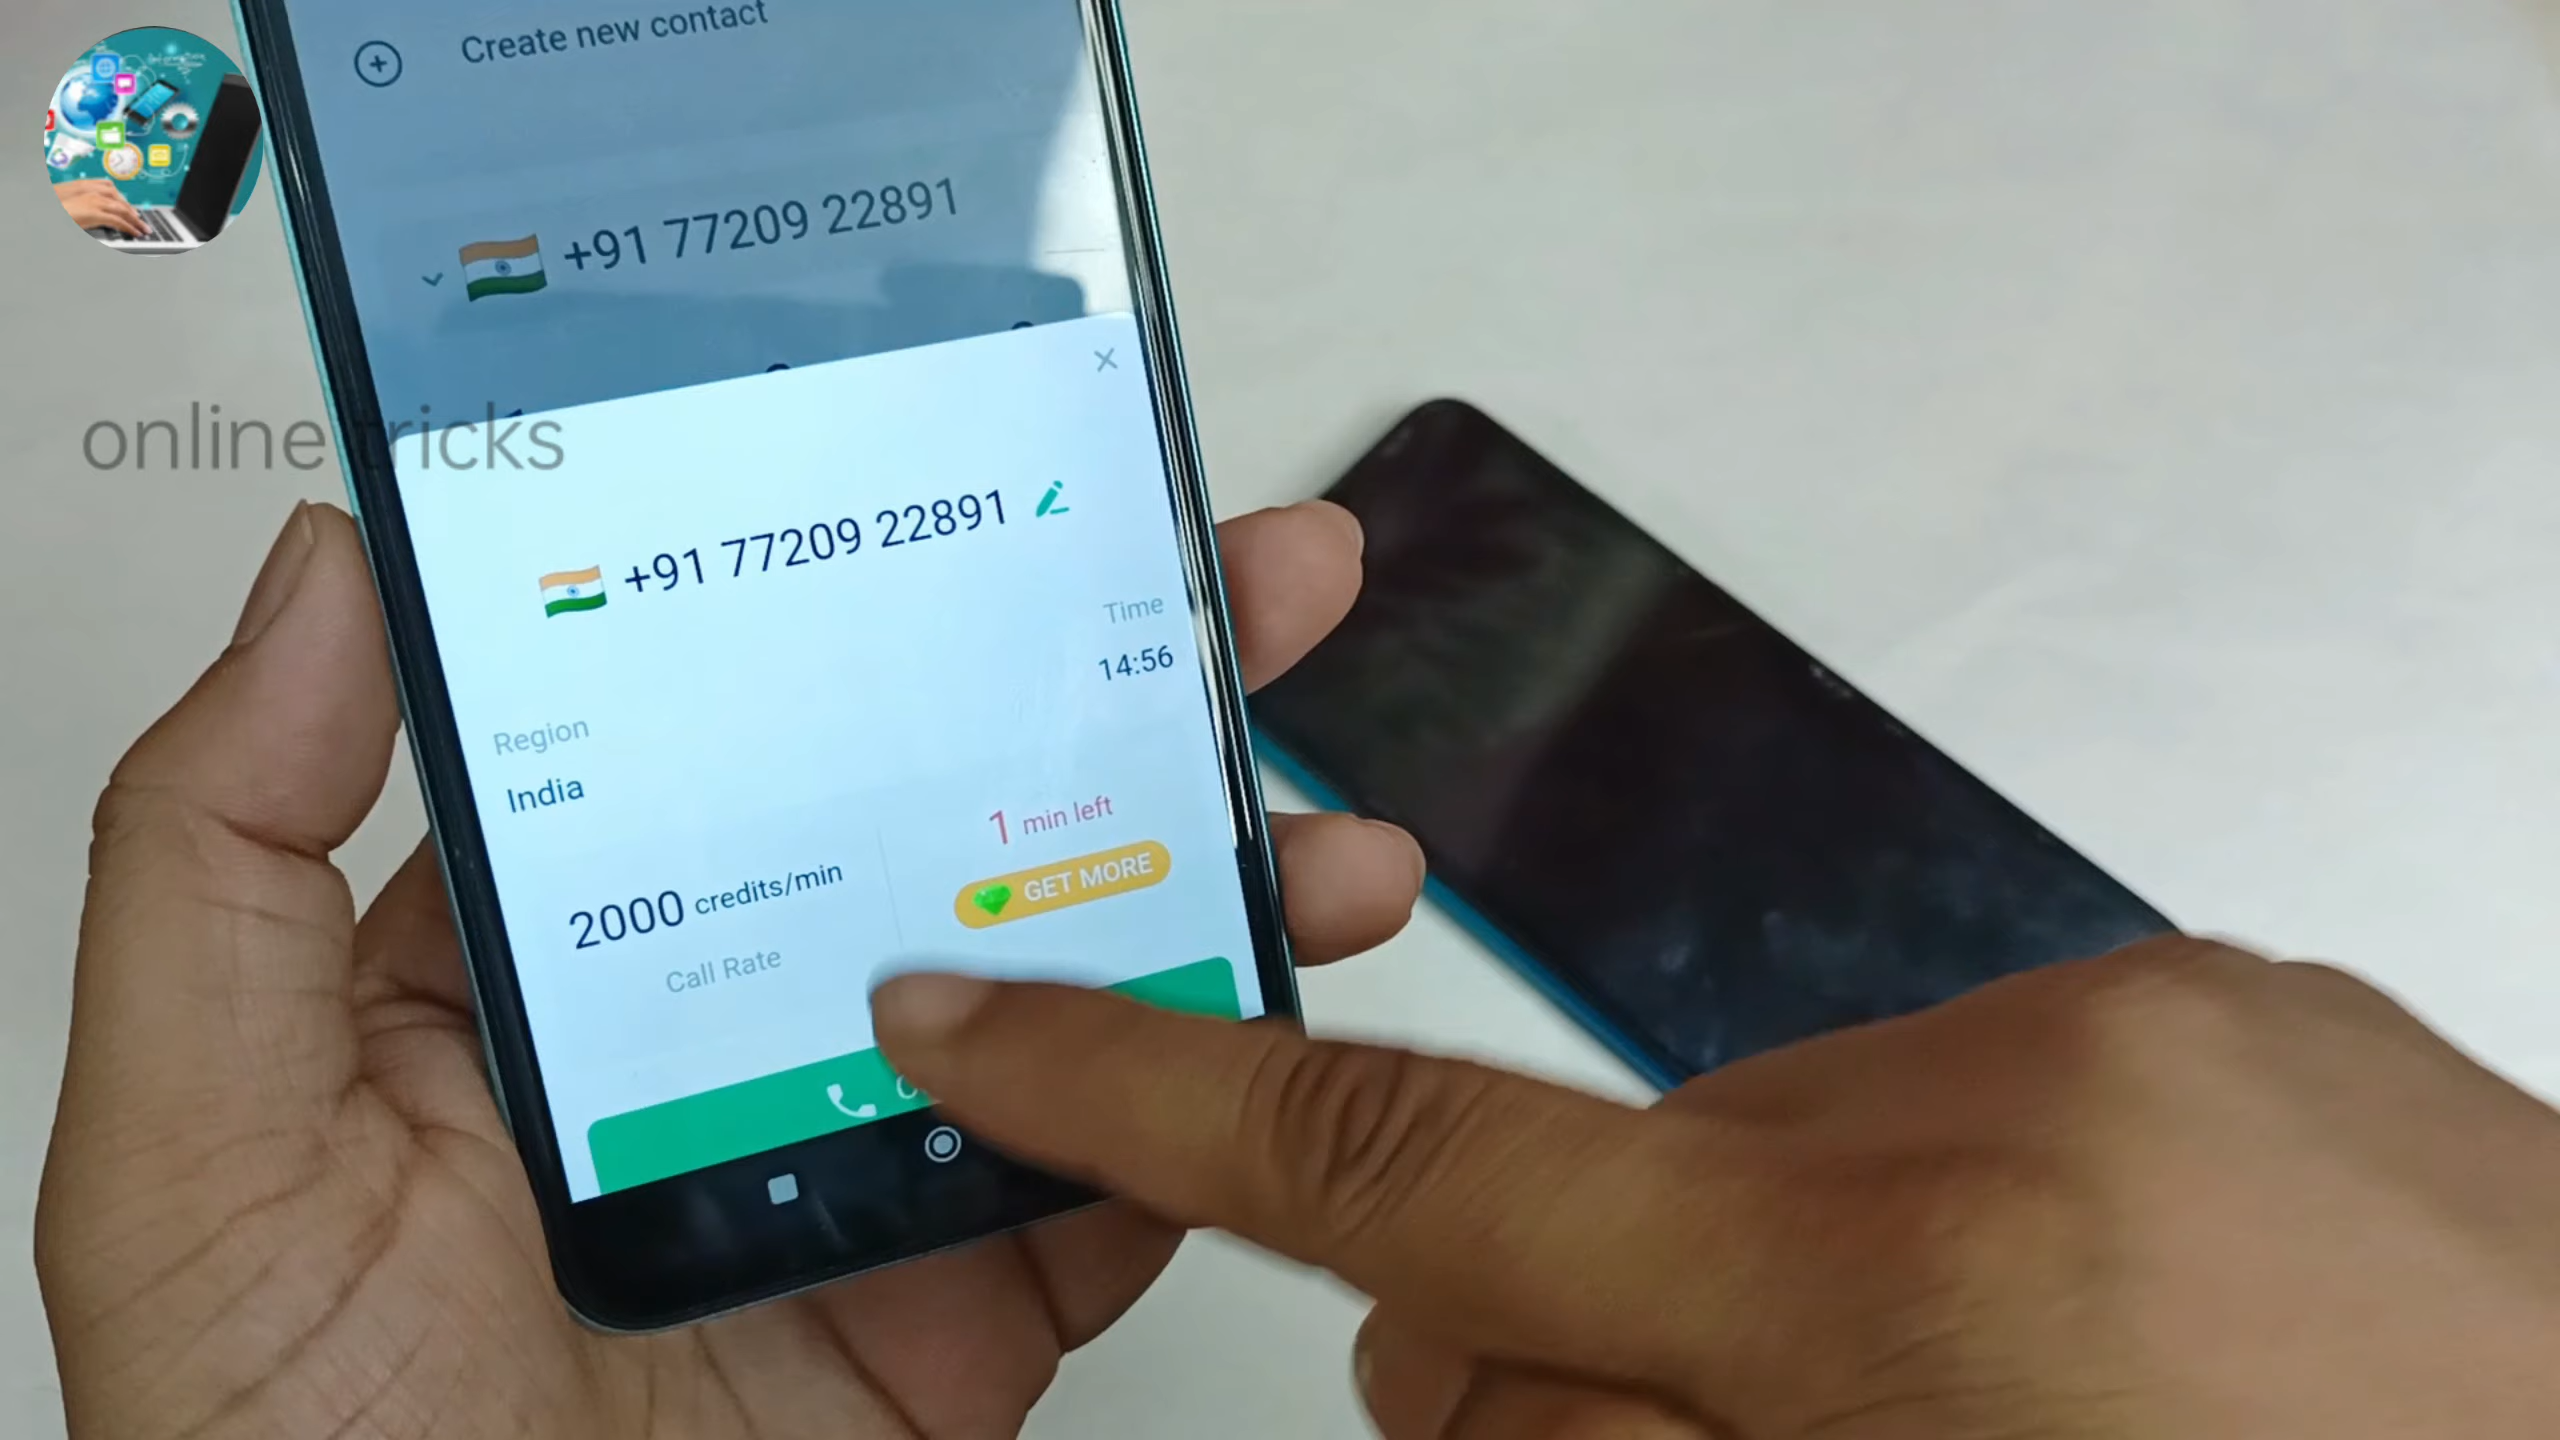 Create new contact
+91 77209 22891
online tricks
+91 77209 22891
Time
14:56
Region
India
1 min left
GET MORE
2000 credits/min
Call Rate